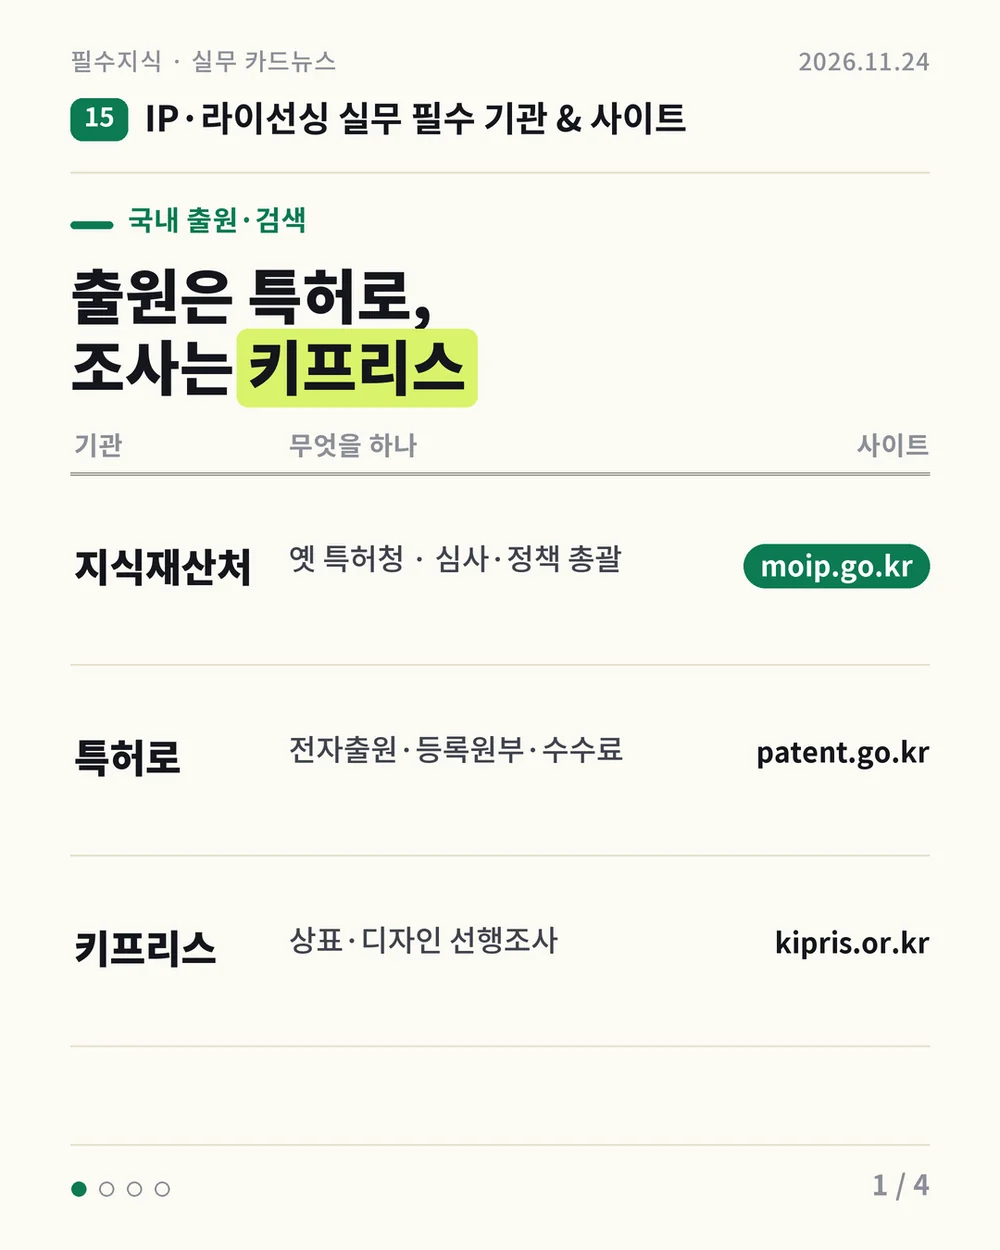 필수지식 · 실무 카드뉴스 2026.11.24
15 IP·라이선싱 실무 필수 기관 & 사이트
국내 출원·검색
출원은 특허로,
조사는 키프리스
기관 무엇을 하나 사이트
지식재산처 옛 특허청 · 심사·정책 총괄 moip.go.kr
특허로 전자출원·등록원부·수수료 patent.go.kr
키프리스 상표·디자인 선행조사 kipris.or.kr
1 / 4